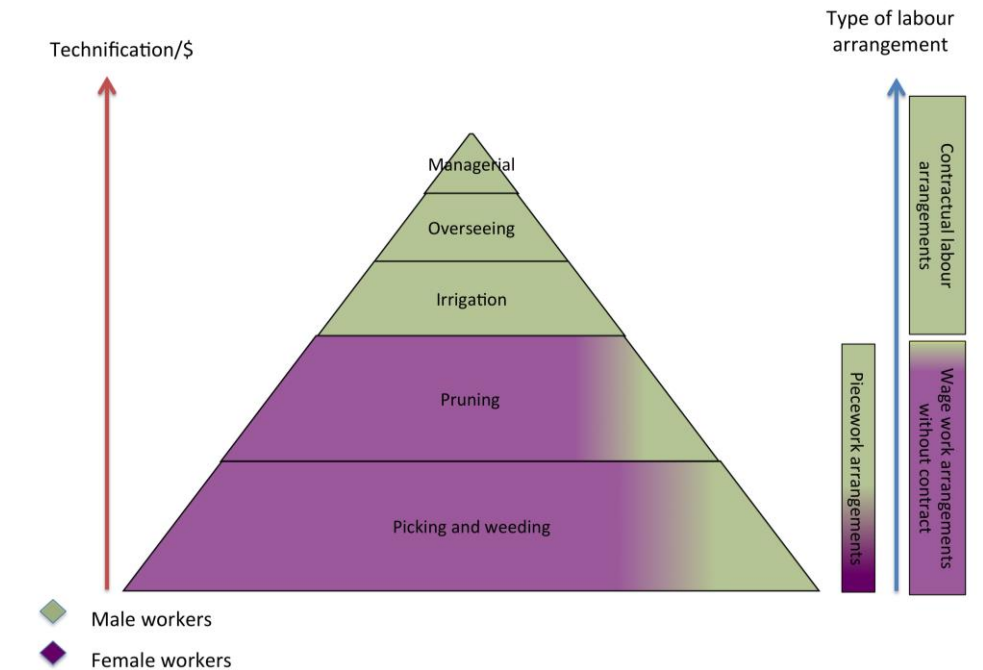 Type of labour
arrangement
Technification/$
Managerial
Overseeing
Irrigation
Pruning
Picking and weeding
Contractual labour
arrangements
Piecework arrangements
Wage work arrangements
without contract
Male workers
Female workers